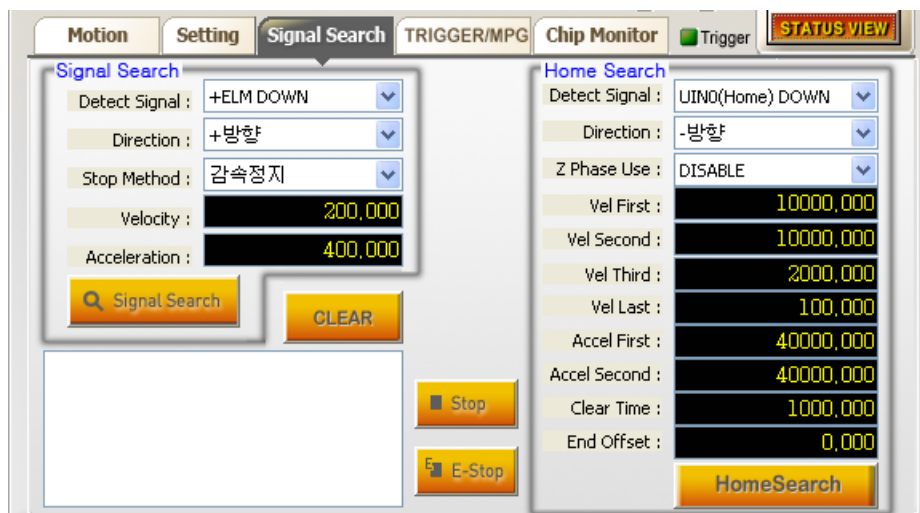 Motion Setting Signal Search TRIGGER/MPG Chip Monitor Trigger STATUS VIEW
Signal Search
Detect Signal : +ELM DOWN
Direction : +방향
Stop Method : 감속정지
Velocity : 200,000
Acceleration : 400,000
Signal Search
CLEAR
Stop
E E-Stop
Home Search
Detect Signal : UIN0(Home) DOWN
Direction : -방향
Z Phase Use : DISABLE
Vel First : 10000,000
Vel Second : 10000,000
Vel Third : 2000,000
Vel Last : 100,000
Accel First : 40000,000
Accel Second : 40000,000
Clear Time : 1000,000
End Offset : 0,000
HomeSearch